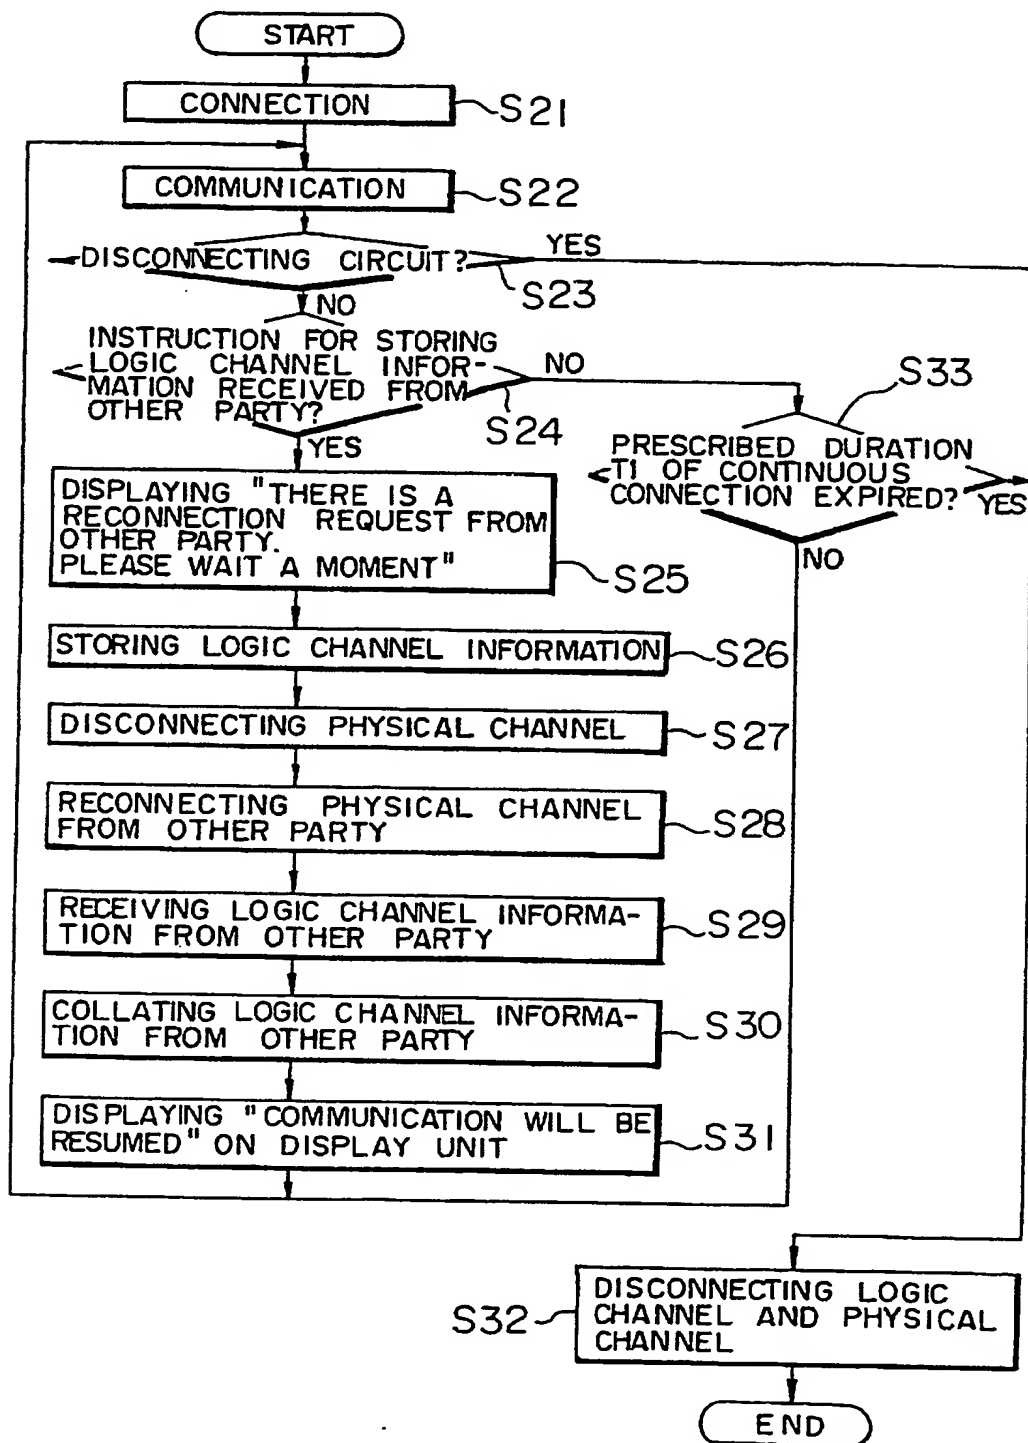 START
CONNECTION
S21
COMMUNICATION
S22
DISCONNECTING CIRCUIT?
YES
S23
NO
INSTRUCTION FOR STORING
LOGIC CHANNEL INFOR-
MATION RECEIVED FROM
OTHER PARTY?
NO
S24
YES
S33
PRESCRIBED DURATION
T1 OF CONTINUOUS
CONNECTION EXPIRED?
YES
NO
DISPLAYING "THERE IS A
RECONNECTION REQUEST FROM
OTHER PARTY.
PLEASE WAIT A MOMENT"
S25
STORING LOGIC CHANNEL INFORMATION
S26
DISCONNECTING PHYSICAL CHANNEL
S27
RECONNECTING PHYSICAL CHANNEL
FROM OTHER PARTY
S28
RECEIVING LOGIC CHANNEL INFORMA-
TION FROM OTHER PARTY
S29
COLLATING LOGIC CHANNEL INFORMA-
TION FROM OTHER PARTY
S30
DISPLAYING "COMMUNICATION WILL BE
RESUMED" ON DISPLAY UNIT
S31
DISCONNECTING LOGIC
CHANNEL AND PHYSICAL
CHANNEL
S32
END